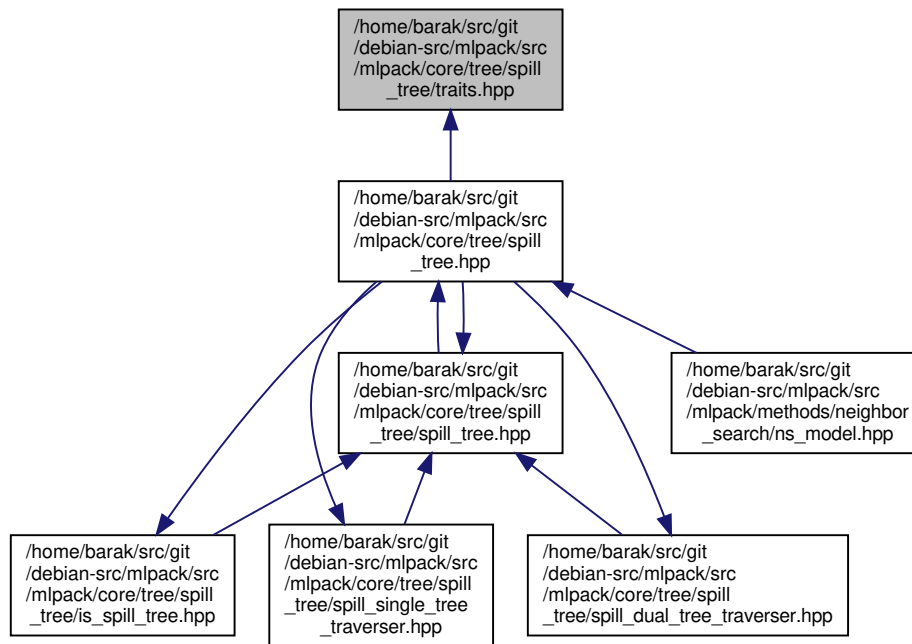 /home/barak/src/git
/debian-src/mlpack/src
/mlpack/core/tree/spill
_tree/traits.hpp
/home/barak/src/git
/debian-src/mlpack/src
/mlpack/core/tree/spill
_tree.hpp
/home/barak/src/git
/debian-src/mlpack/src
/mlpack/core/tree/spill
_tree/spill_tree.hpp
/home/barak/src/git
/debian-src/mlpack/src
/mlpack/methods/neighbor
_search/ns_model.hpp
/home/barak/src/git
/debian-src/mlpack/src
/mlpack/core/tree/spill
_tree/is_spill_tree.hpp
/home/barak/src/git
/debian-src/mlpack/src
/mlpack/core/tree/spill
_tree/spill_single_tree
_traverser.hpp
/home/barak/src/git
/debian-src/mlpack/src
/mlpack/core/tree/spill
_tree/spill_dual_tree_traverser.hpp